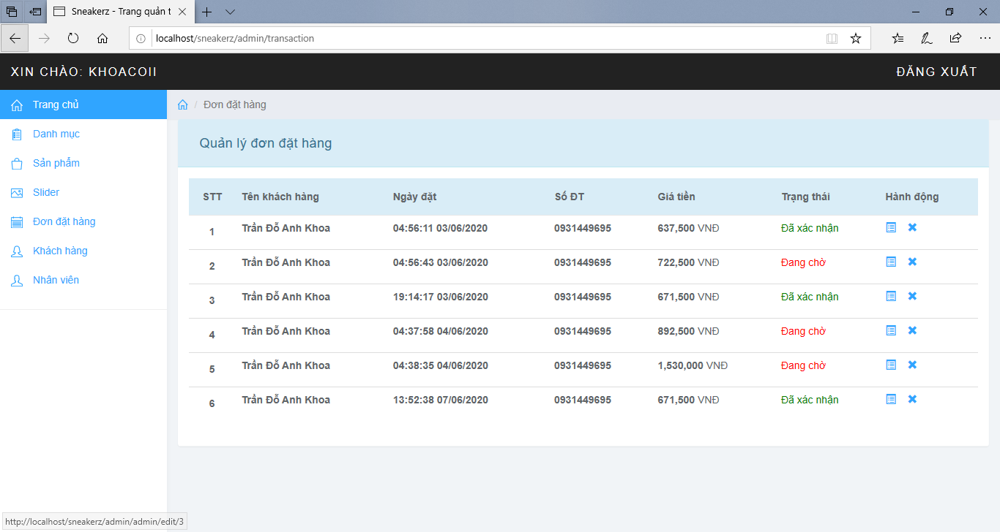 Sneakerz - Trang quản t
localhost/sneakerz/admin/transaction
XIN CHÀO: KHOACOII
ĐĂNG XUẤT
Trang chủ
Danh mục
Sản phẩm
Slider
Đơn đặt hàng
Khách hàng
Nhân viên
/ Đơn đặt hàng
Quản lý đơn đặt hàng
STT Tên khách hàng Ngày đặt Số ĐT Giá tiền Trạng thái Hành động
1 Trần Đỗ Anh Khoa 04:56:11 03/06/2020 0931449695 637,500 VNĐ Đã xác nhận
2 Trần Đỗ Anh Khoa 04:56:43 03/06/2020 0931449695 722,500 VNĐ Đang chờ
3 Trần Đỗ Anh Khoa 19:14:17 03/06/2020 0931449695 671,500 VNĐ Đã xác nhận
4 Trần Đỗ Anh Khoa 04:37:58 04/06/2020 0931449695 892,500 VNĐ Đang chờ
5 Trần Đỗ Anh Khoa 04:38:35 04/06/2020 0931449695 1,530,000 VNĐ Đang chờ
6 Trần Đỗ Anh Khoa 13:52:38 07/06/2020 0931449695 671,500 VNĐ Đã xác nhận
http://localhost/sneakerz/admin/admin/edit/3